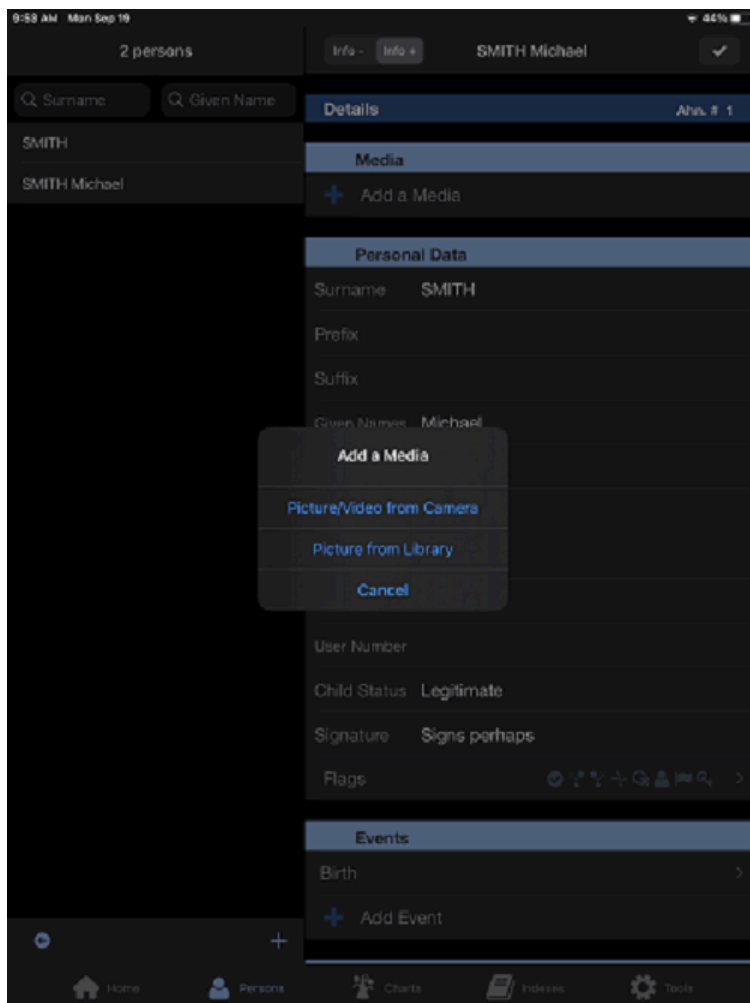 9:53 AM Mon Sep 19
44%
2 persons
Info -
Info +
SMITH Michael
Surname
Given Name
Details
Ahn. # 1
SMITH
Media
SMITH Michael
Add a Media
Personal Data
Surname SMITH
Prefix
Suffix
Given Names Michael
Add a Media
Picture/Video from Camera
Picture from Library
Cancel
User Number
Child Status Legitimate
Signature Signs perhaps
Flags
Events
Birth
Add Event
Home
Persons
Charts
Indexes
Tools